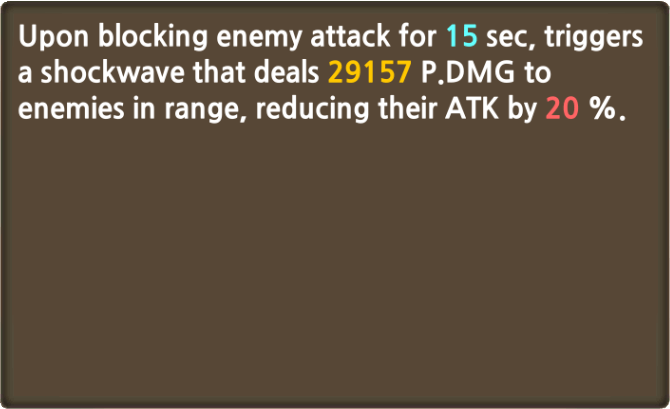 Upon blocking enemy attack for 15 sec, triggers
a shockwave that deals 29157 P.DMG to
enemies in range, reducing their ATK by 20 %.